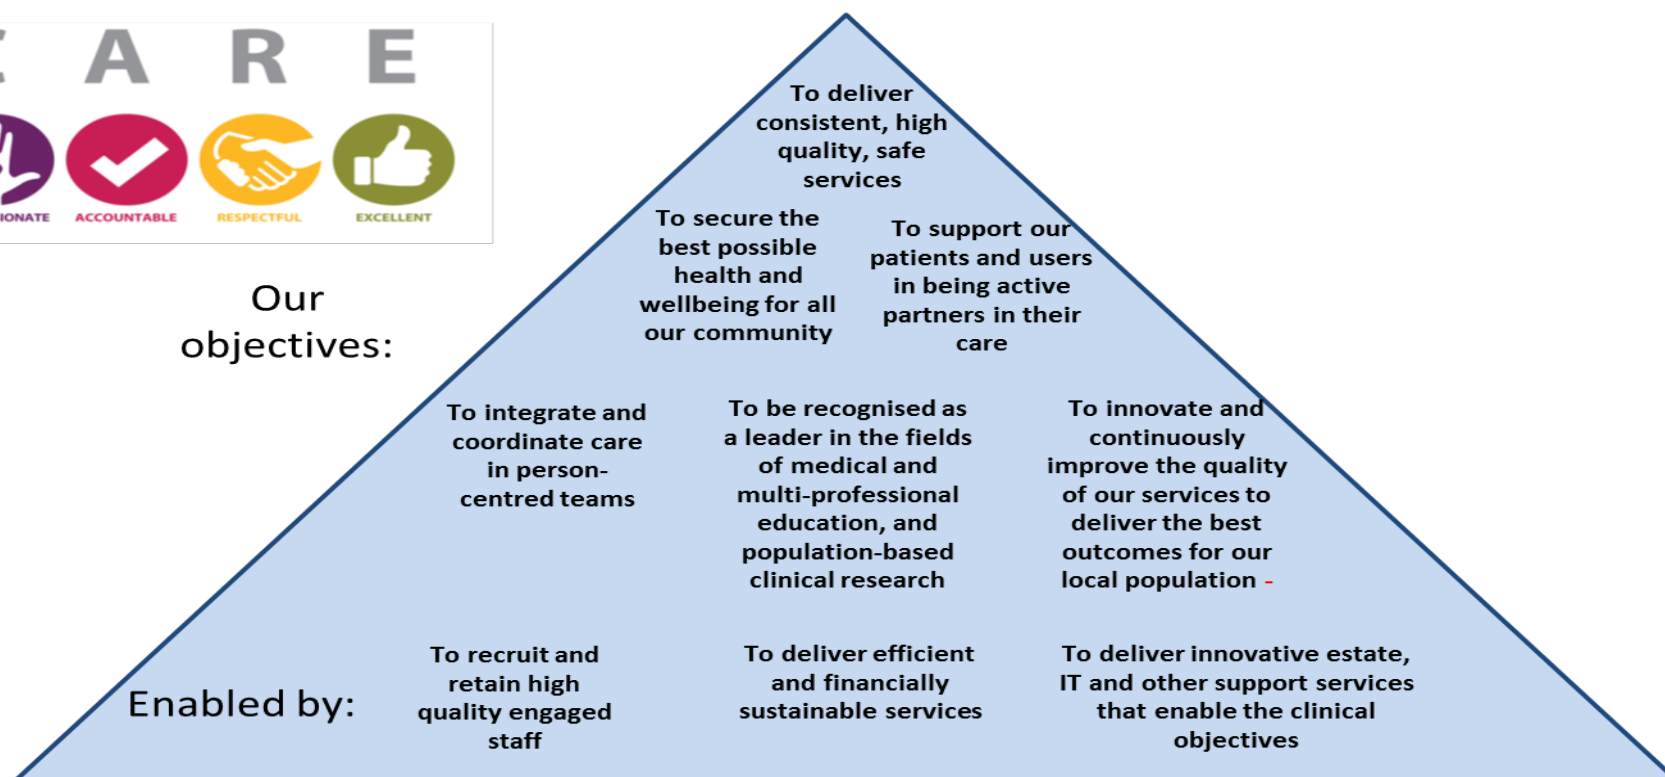 C A R E
IONATE ACCOUNTABLE RESPECTFUL EXCELLENT
Our
objectives:
To deliver
consistent, high
quality, safe
services
To secure the
best possible
health and
wellbeing for all
our community
To support our
patients and users
in being active
partners in their
care
To integrate and
coordinate care
in person-
centred teams
To be recognised as
a leader in the fields
of medical and
multi-professional
education, and
population-based
clinical research
To innovate and
continuously
improve the quality
of our services to
deliver the best
outcomes for our
local population -
Enabled by:
To recruit and
retain high
quality engaged
staff
To deliver efficient
and financially
sustainable services
To deliver innovative estate,
IT and other support services
that enable the clinical
objectives